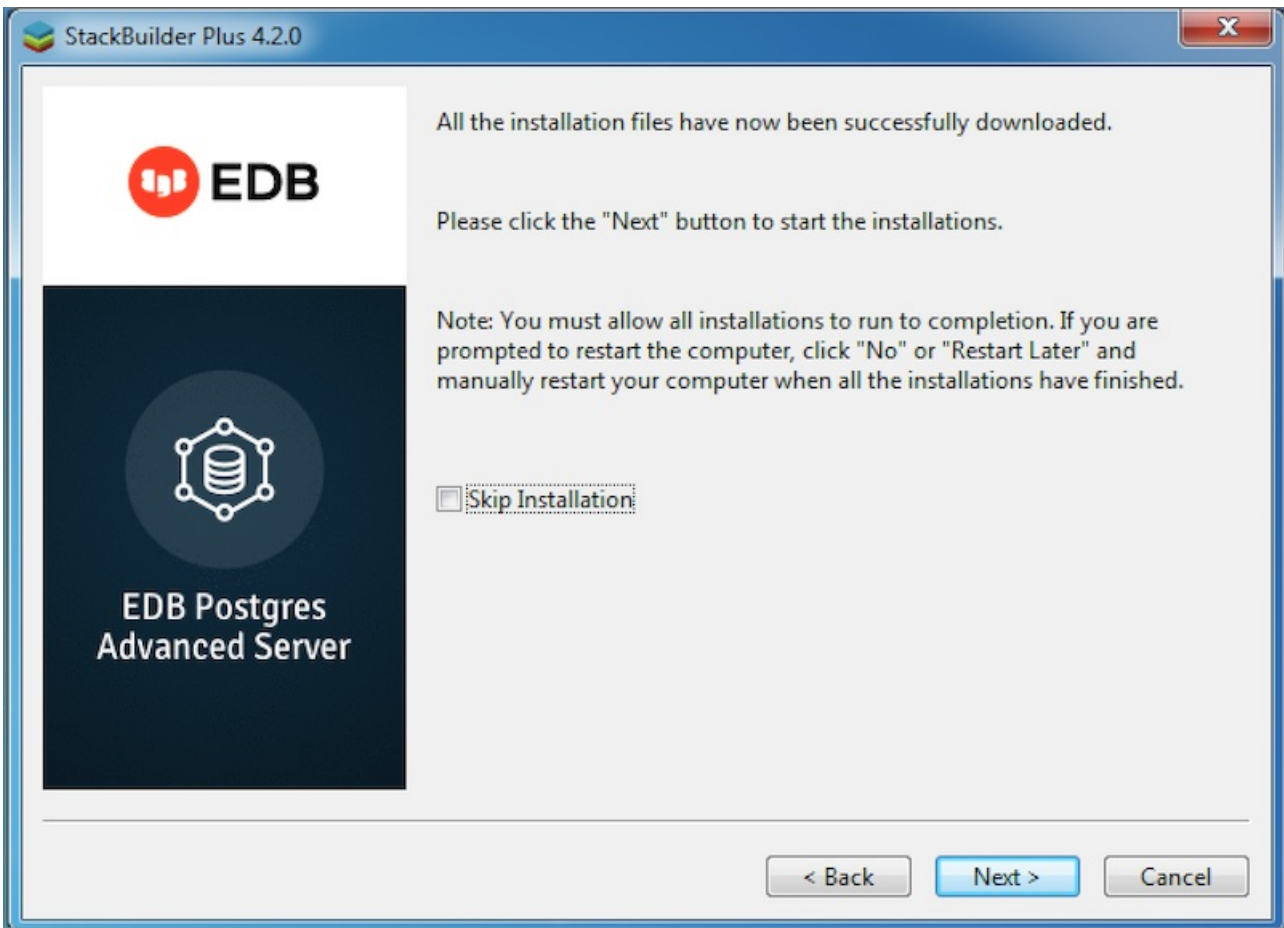 StackBuilder Plus 4.2.0
EDB
EDB Postgres
Advanced Server
All the installation files have now been successfully downloaded.
Please click the "Next" button to start the installations.
Note: You must allow all installations to run to completion. If you are
prompted to restart the computer, click "No" or "Restart Later" and
manually restart your computer when all the installations have finished.
Skip Installation
< Back
Next >
Cancel